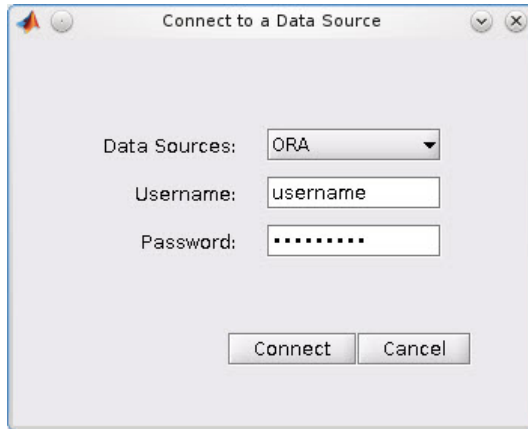 Connect to a Data Source
Data Sources: ORA
Username: username
Password: •••••••••
Connect Cancel